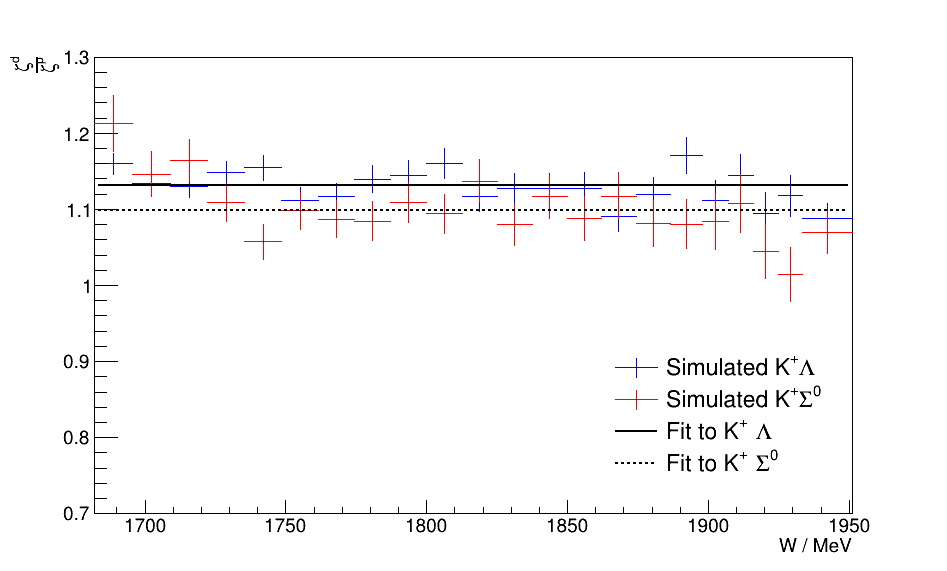 1.3
1.2
1.1
1
0.9
0.8
0.7
1700 1750 1800 1850 1900 1950
W / MeV
Simulated K⁺Λ
Simulated K⁺Σ⁰
Fit to K⁺ Λ
Fit to K⁺ Σ⁰